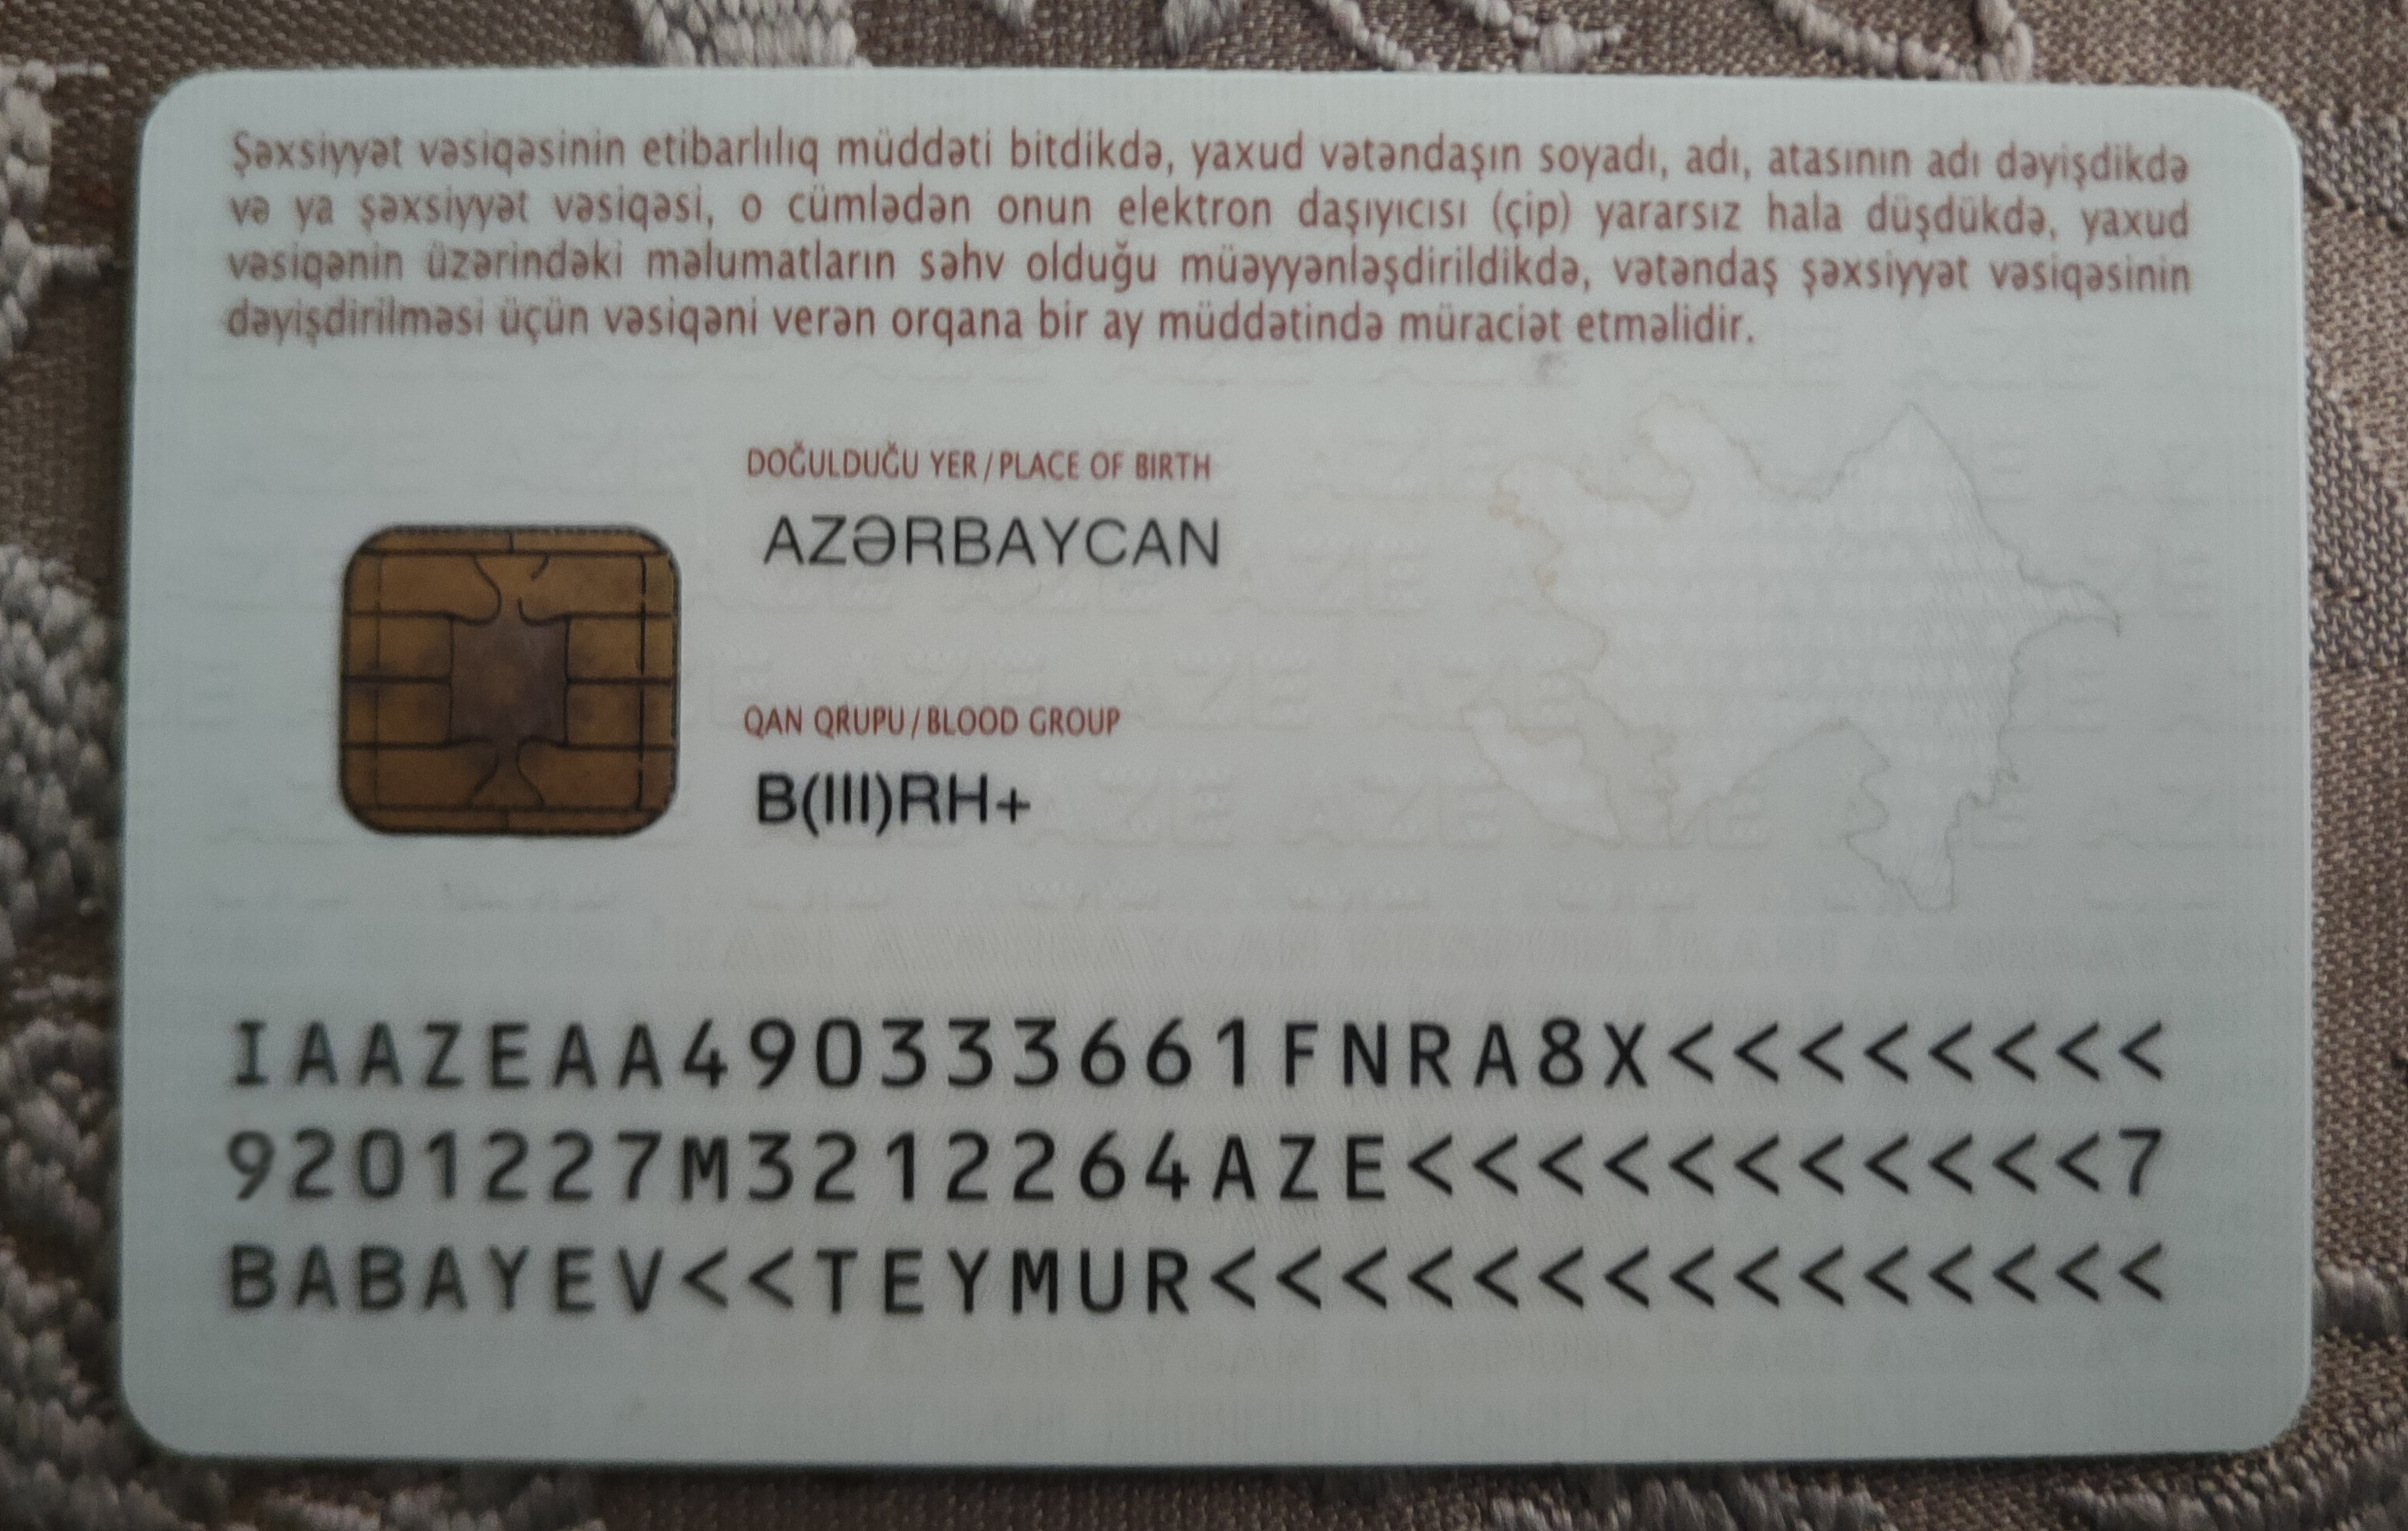 Şəxsiyyət vəsiqəsinin etibarlılıq müddəti bitdikdə, yaxud vətəndaşın soyadı, adı, atasının adı dəyişdikdə
və ya şəxsiyyət vəsiqəsi, o cümlədən onun elektron daşıyıcısı (çip) yararsız hala düşdükdə, yaxud
vəsiqənin üzərindəki məlumatların səhv olduğu müəyyənləşdirildikdə, vətəndaş şəxsiyyət vəsiqəsinin
dəyişdirilməsi üçün vəsiqəni verən orqana bir ay müddətində müraciət etməlidir.
DOĞULDUĞU YER/PLACE OF BIRTH
AZƏRBAYCAN
QAN QRUPU/BLOOD GROUP
B(III)RH+
IAAZEAA490333661FNRA8X<<<<<<<<
9201227M3212264AZE<<<<<<<<<<<7
BABAYEV<<TEYMUR<<<<<<<<<<<<<<<